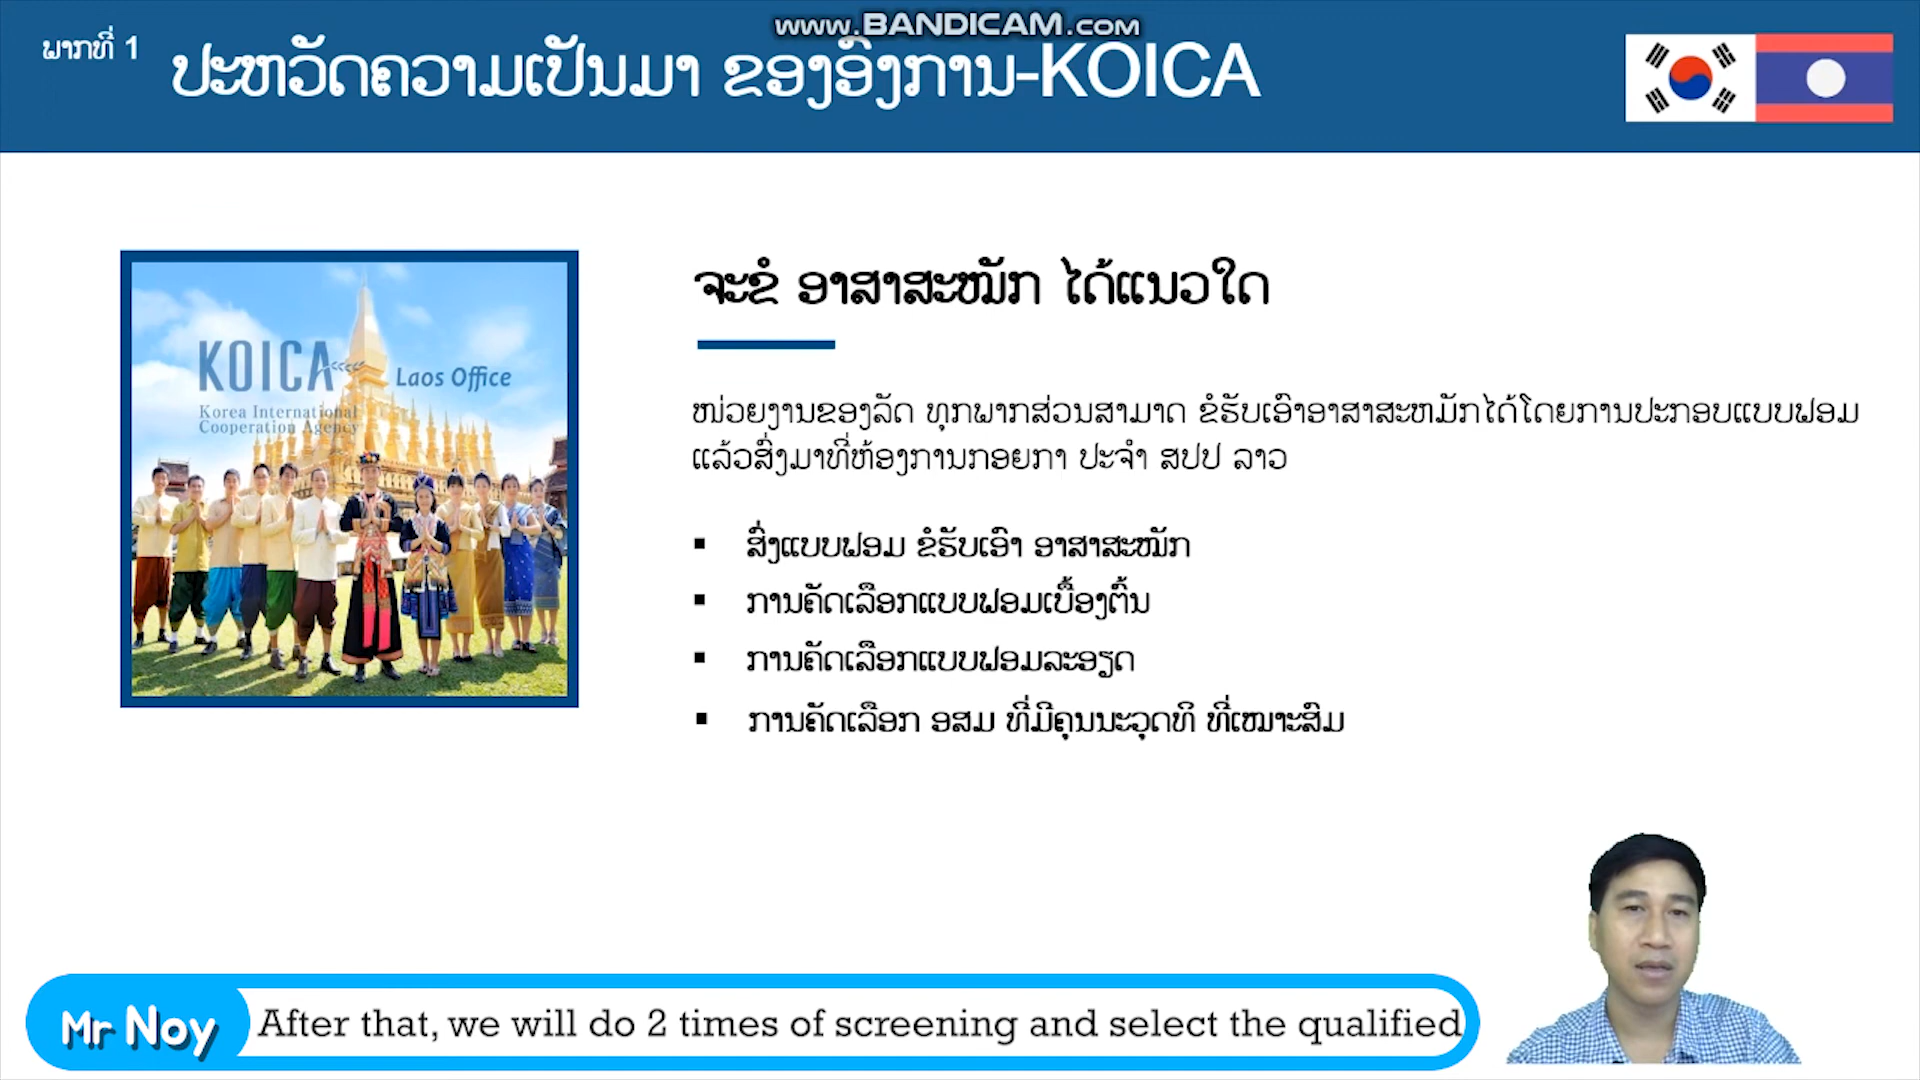 www.BANDICAM.com
ພາກທີ່ 1
ປະຫວັດຄວາມເປັນມາ ຂອງອົງການ-KOICA
KOICA Laos Office
Korea International
Cooperation Agency
ຈະຂໍ ອາສາສະໝັກ ໄດ້ແນວໃດ
ໜ່ວຍງານຂອງລັດ ທຸກພາກສ່ວນສາມາດ ຂໍຮັບເອົາອາສາສະຫມັກໄດ້ໂດຍການປະກອບແບບຟອມ
ແລ້ວສົ່ງມາທີ່ຫ້ອງການກອຍກາ ປະຈຳ ສປປ ລາວ
▪ ສົ່ງແບບຟອມ ຂໍຮັບເອົາ ອາສາສະໝັກ
▪ ການຄັດເລືອກແບບຟອມເບື້ອງຕົ້ນ
▪ ການຄັດເລືອກແບບຟອມລະອຽດ
▪ ການຄັດເລືອກ ອສມ ທີ່ມີຄຸນນະວຸດທິ ທີ່ເໝາະສົມ
Mr Noy After that, we will do 2 times of screening and select the qualified